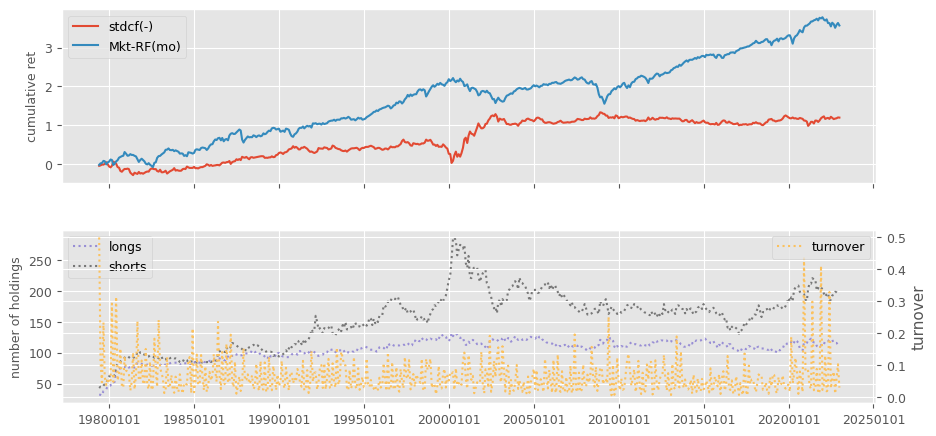 stdcf(-)
Mkt-RF(mo)
cumulative ret
3
2
1
0
longs
shorts
turnover
number of holdings
250
200
150
100
50
0.5
0.4
0.3
0.2
0.1
0.0
turnover
19800101 19850101 19900101 19950101 20000101 20050101 20100101 20150101 20200101 20250101